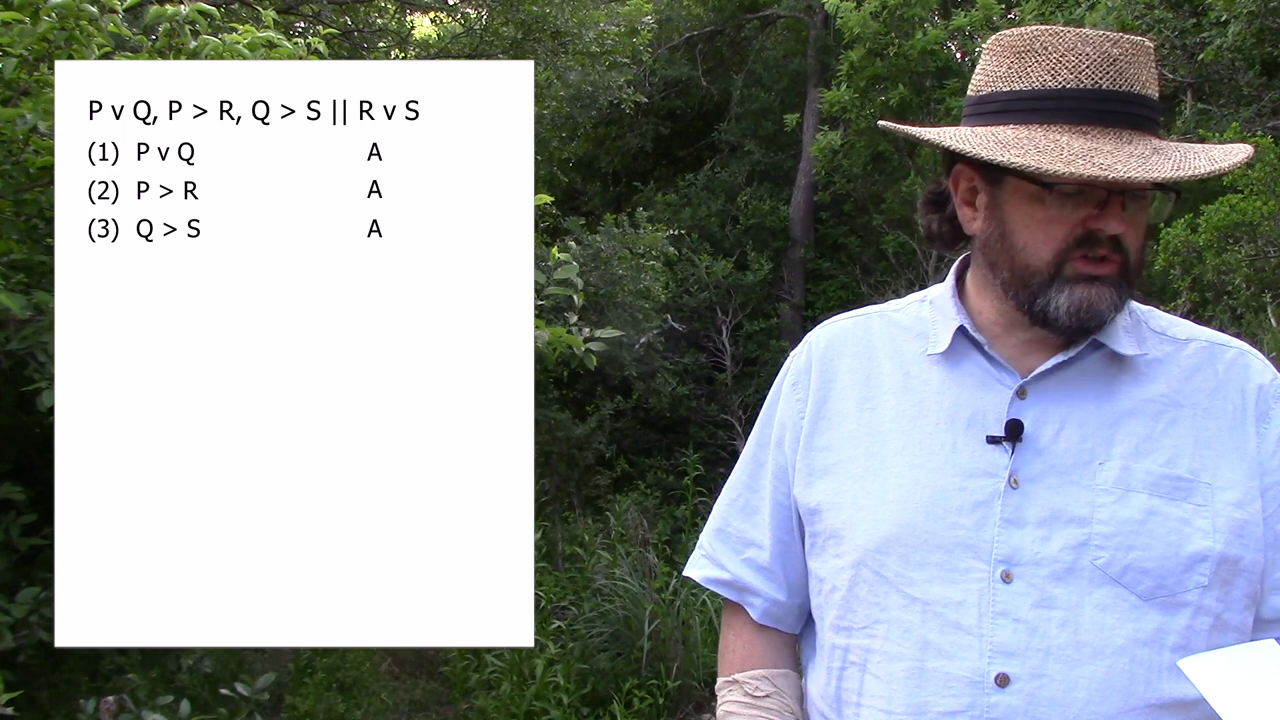 P v Q, P > R, Q > S || R v S
(1) P v Q A
(2) P > R A
(3) Q > S A